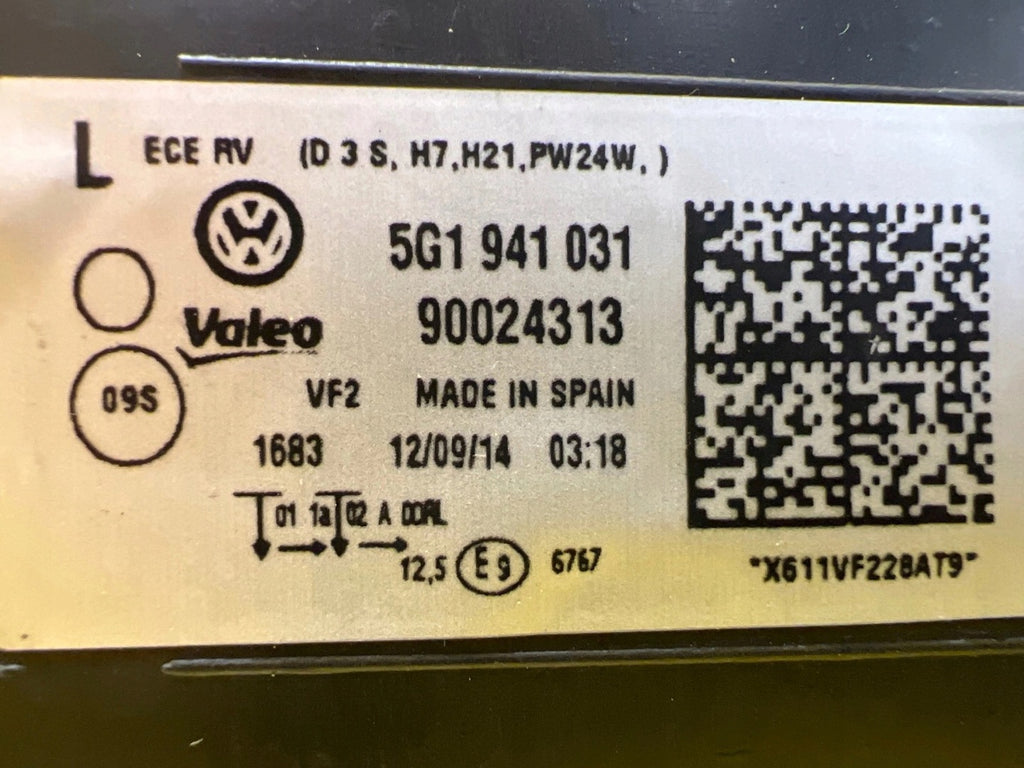 L ECE RV (D 3 S, H7,H21,PW24W, )
5G1 941 031
Valeo 90024313
09S VF2 MADE IN SPAIN
1683 12/09/14 03:18
01 1a 02 A DDRL
12,5 E9 6767 "X611VF228AT9"